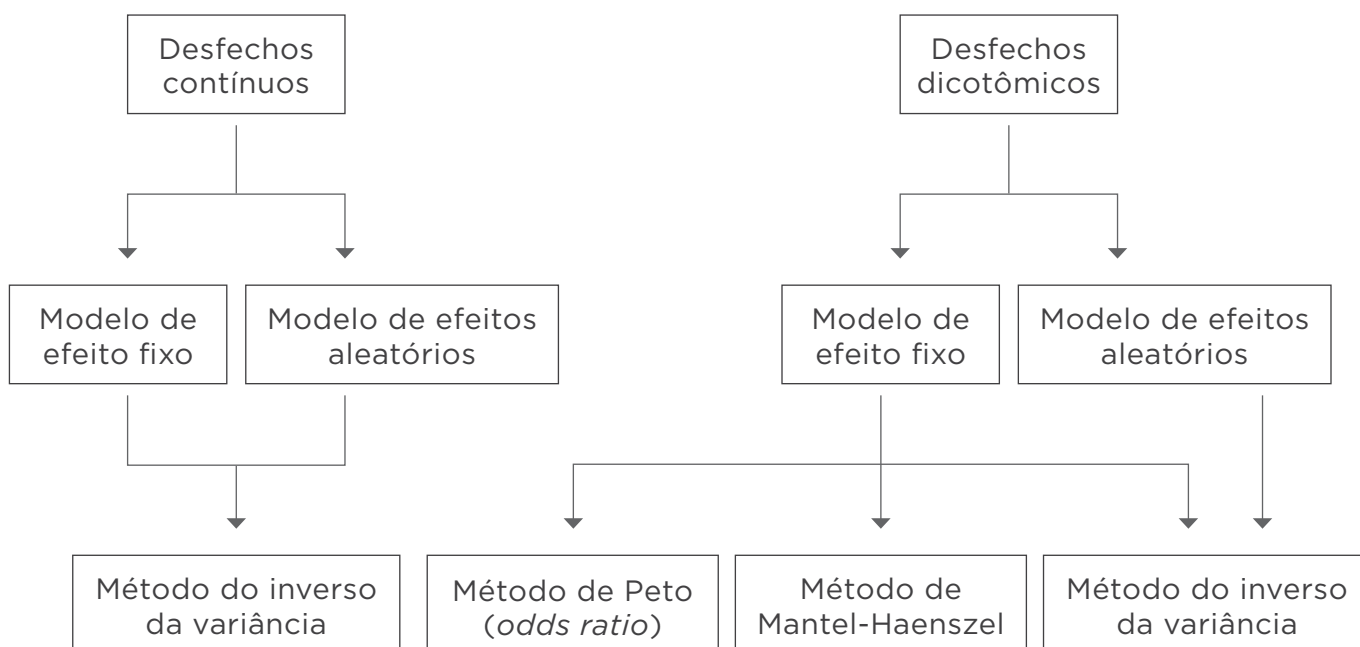 Desfechos
contínuos
Desfechos
dicotômicos
Modelo de
efeito fixo
Modelo de efeitos
aleatórios
Modelo de
efeito fixo
Modelo de efeitos
aleatórios
Método do inverso
da variância
Método de Peto
(odds ratio)
Método de
Mantel-Haenszel
Método do inverso
da variância